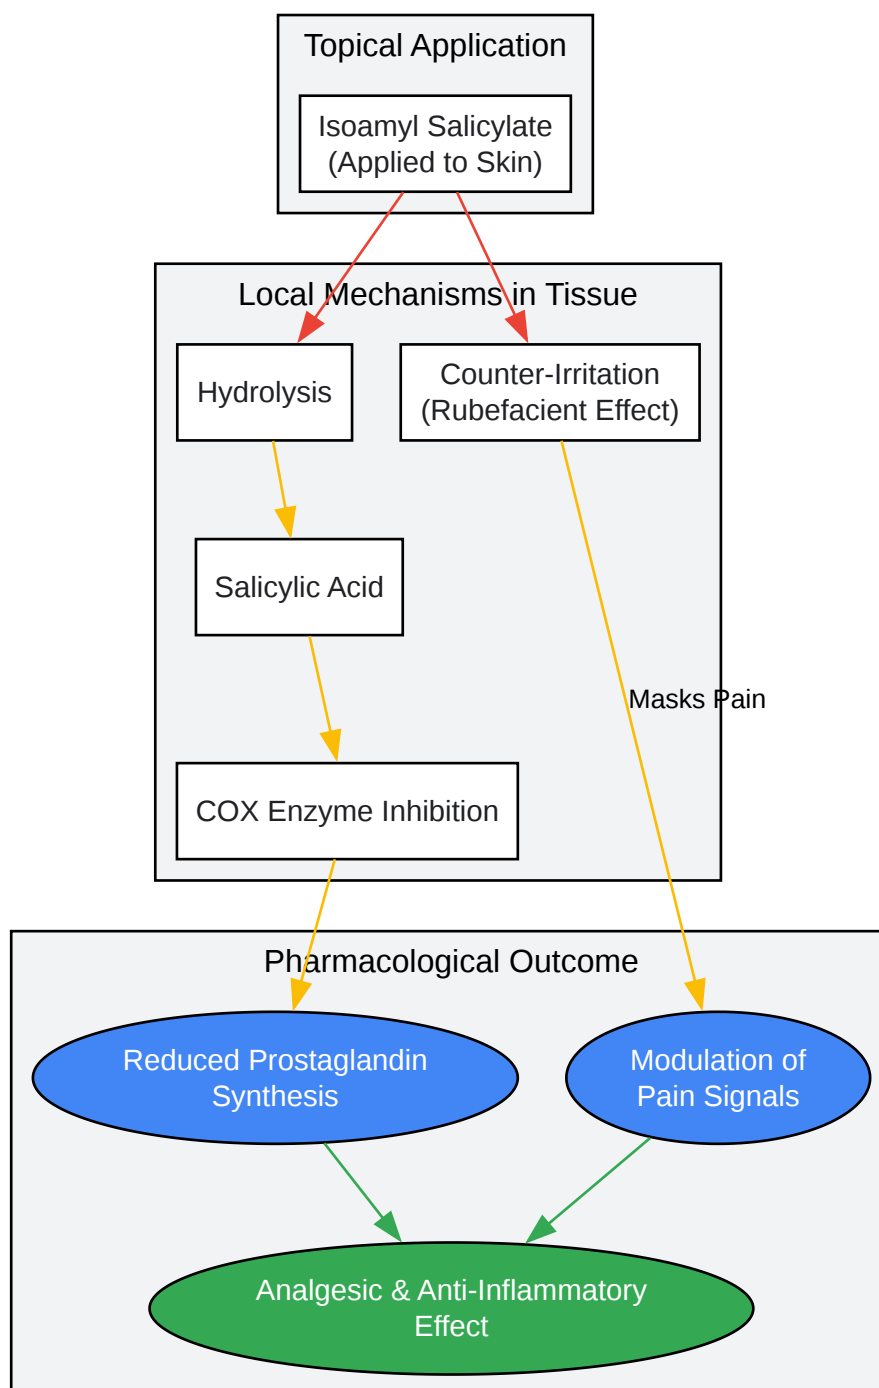 Topical Application
Isoamyl Salicylate
(Applied to Skin)
Local Mechanisms in Tissue
Hydrolysis
Counter-Irritation
(Rubefacient Effect)
Salicylic Acid
Masks Pain
COX Enzyme Inhibition
Pharmacological Outcome
Reduced Prostaglandin
Synthesis
Modulation of
Pain Signals
Analgesic & Anti-Inflammatory
Effect